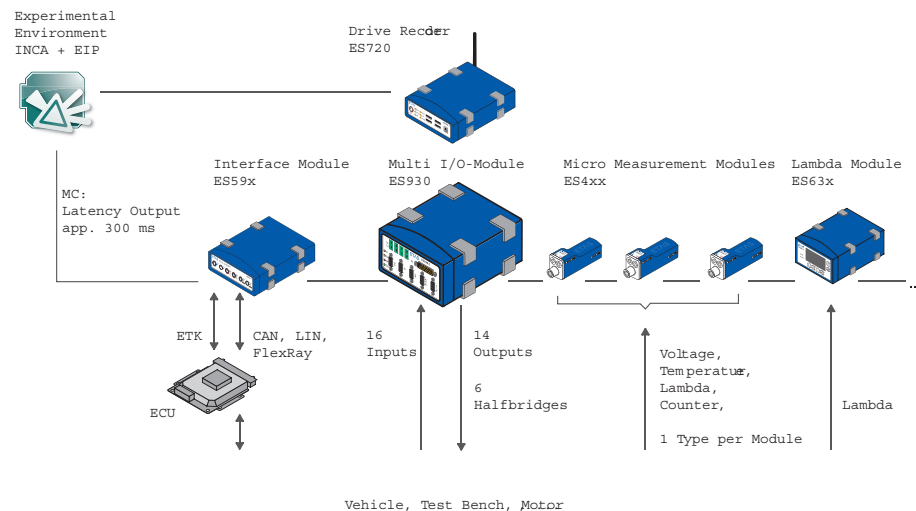 Experimental
Environment
INCA + EIP
Drive Recorder
ES720
Interface Module
ES59x
Multi I/O-Module
ES930
Micro Measurement Modules
ES4xx
Lambda Module
ES63x
MC:
Latency Output
app. 300 ms
ETK
CAN, LIN,
FlexRay
16
Inputs
14
Outputs
6
Halfbridges
Voltage,
Temperatur,
Lambda,
Counter,
1 Type per Module
Lambda
ECU
..
Vehicle, Test Bench, Motor